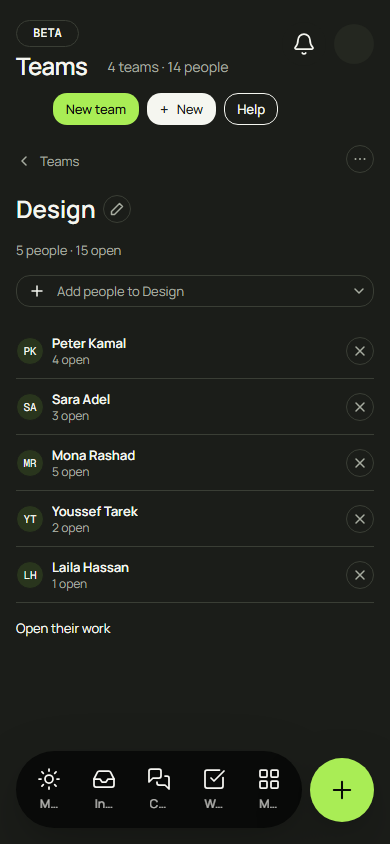 BETA
Teams 4 teams · 14 people
New team + New Help
Teams
Design
5 people · 15 open
Add people to Design
PK Peter Kamal
4 open
SA Sara Adel
3 open
MR Mona Rashad
5 open
YT Youssef Tarek
2 open
LH Laila Hassan
1 open
Open their work
M... In... C... W... M...